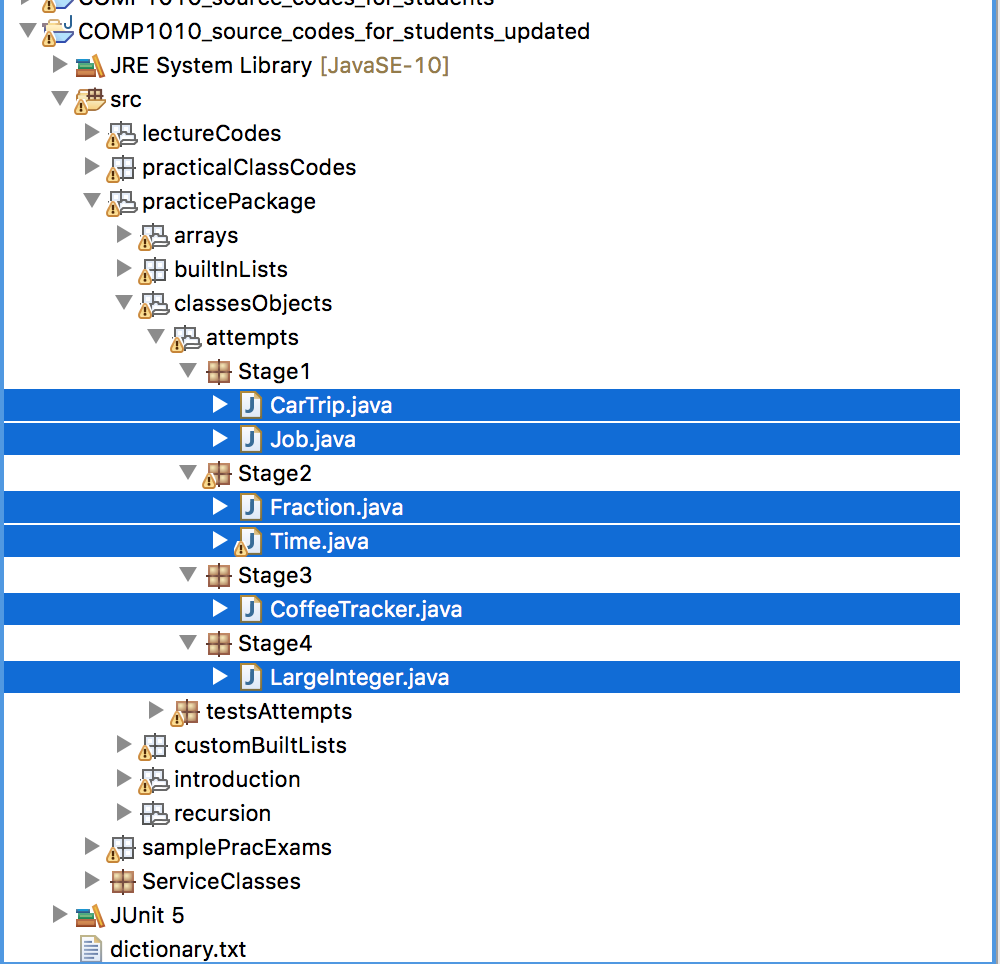 COMP1010_source_codes_for_students
COMP1010_source_codes_for_students_updated
JRE System Library [JavaSE-10]
src
lectureCodes
practicalClassCodes
practicePackage
arrays
builtInLists
classesObjects
attempts
Stage1
CarTrip.java
Job.java
Stage2
Fraction.java
Time.java
Stage3
CoffeeTracker.java
Stage4
LargeInteger.java
testsAttempts
customBuiltLists
introduction
recursion
samplePracExams
ServiceClasses
JUnit 5
dictionary.txt